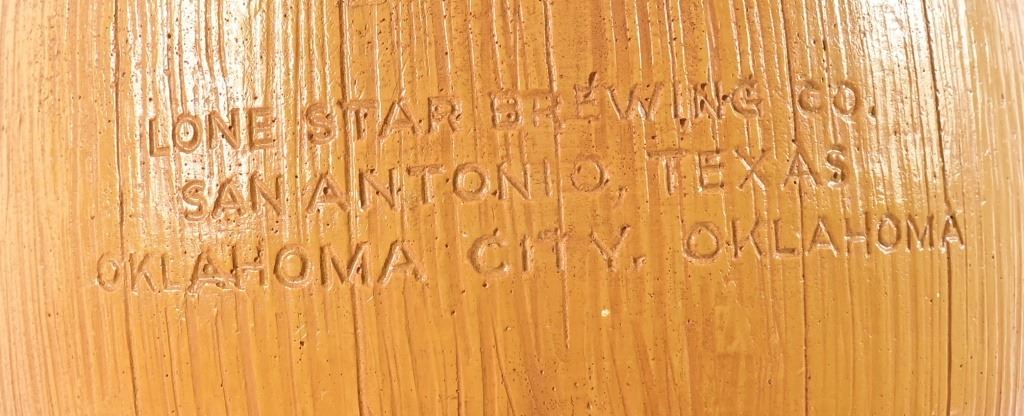 LONE STAR BREWING CO.
SAN ANTONIO, TEXAS
OKLAHOMA CITY, OKLAHOMA